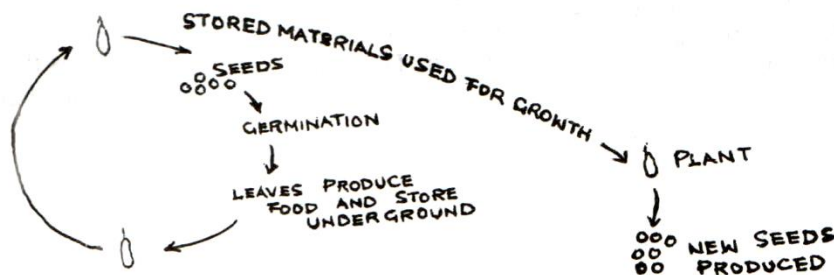 STORED MATERIALS USED FOR GROWTH
SEEDS
GERMINATION
LEAVES PRODUCE
FOOD AND STORE
UNDERGROUND
PLANT
NEW SEEDS
PRODUCED